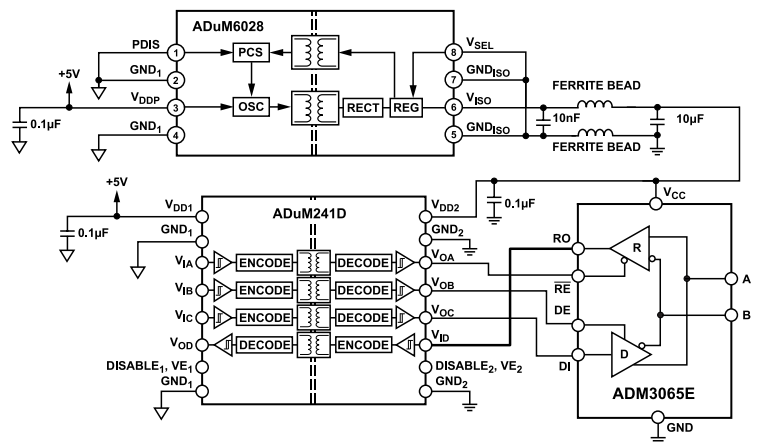 ADuM6028
PDIS
1
PCS
8
VSEL
GND1
2
7
GNDISO
FERRITE BEAD
+5V
VDDP
3
OSC
RECT
REG
6
VISO
0.1µF
10nF
10µF
GND1
4
5
GNDISO
FERRITE BEAD
+5V
0.1µF
VDD1
ADuM241D
VDD2
0.1µF
VCC
GND1
GND2
RO
R
VIA
ENCODE
DECODE
VOA
RE
A
VIB
ENCODE
DECODE
VOB
DE
B
VIC
ENCODE
DECODE
VOC
VOD
DECODE
ENCODE
VID
DI
D
DISABLE1, VE1
DISABLE2, VE2
ADM3065E
GND1
GND2
GND